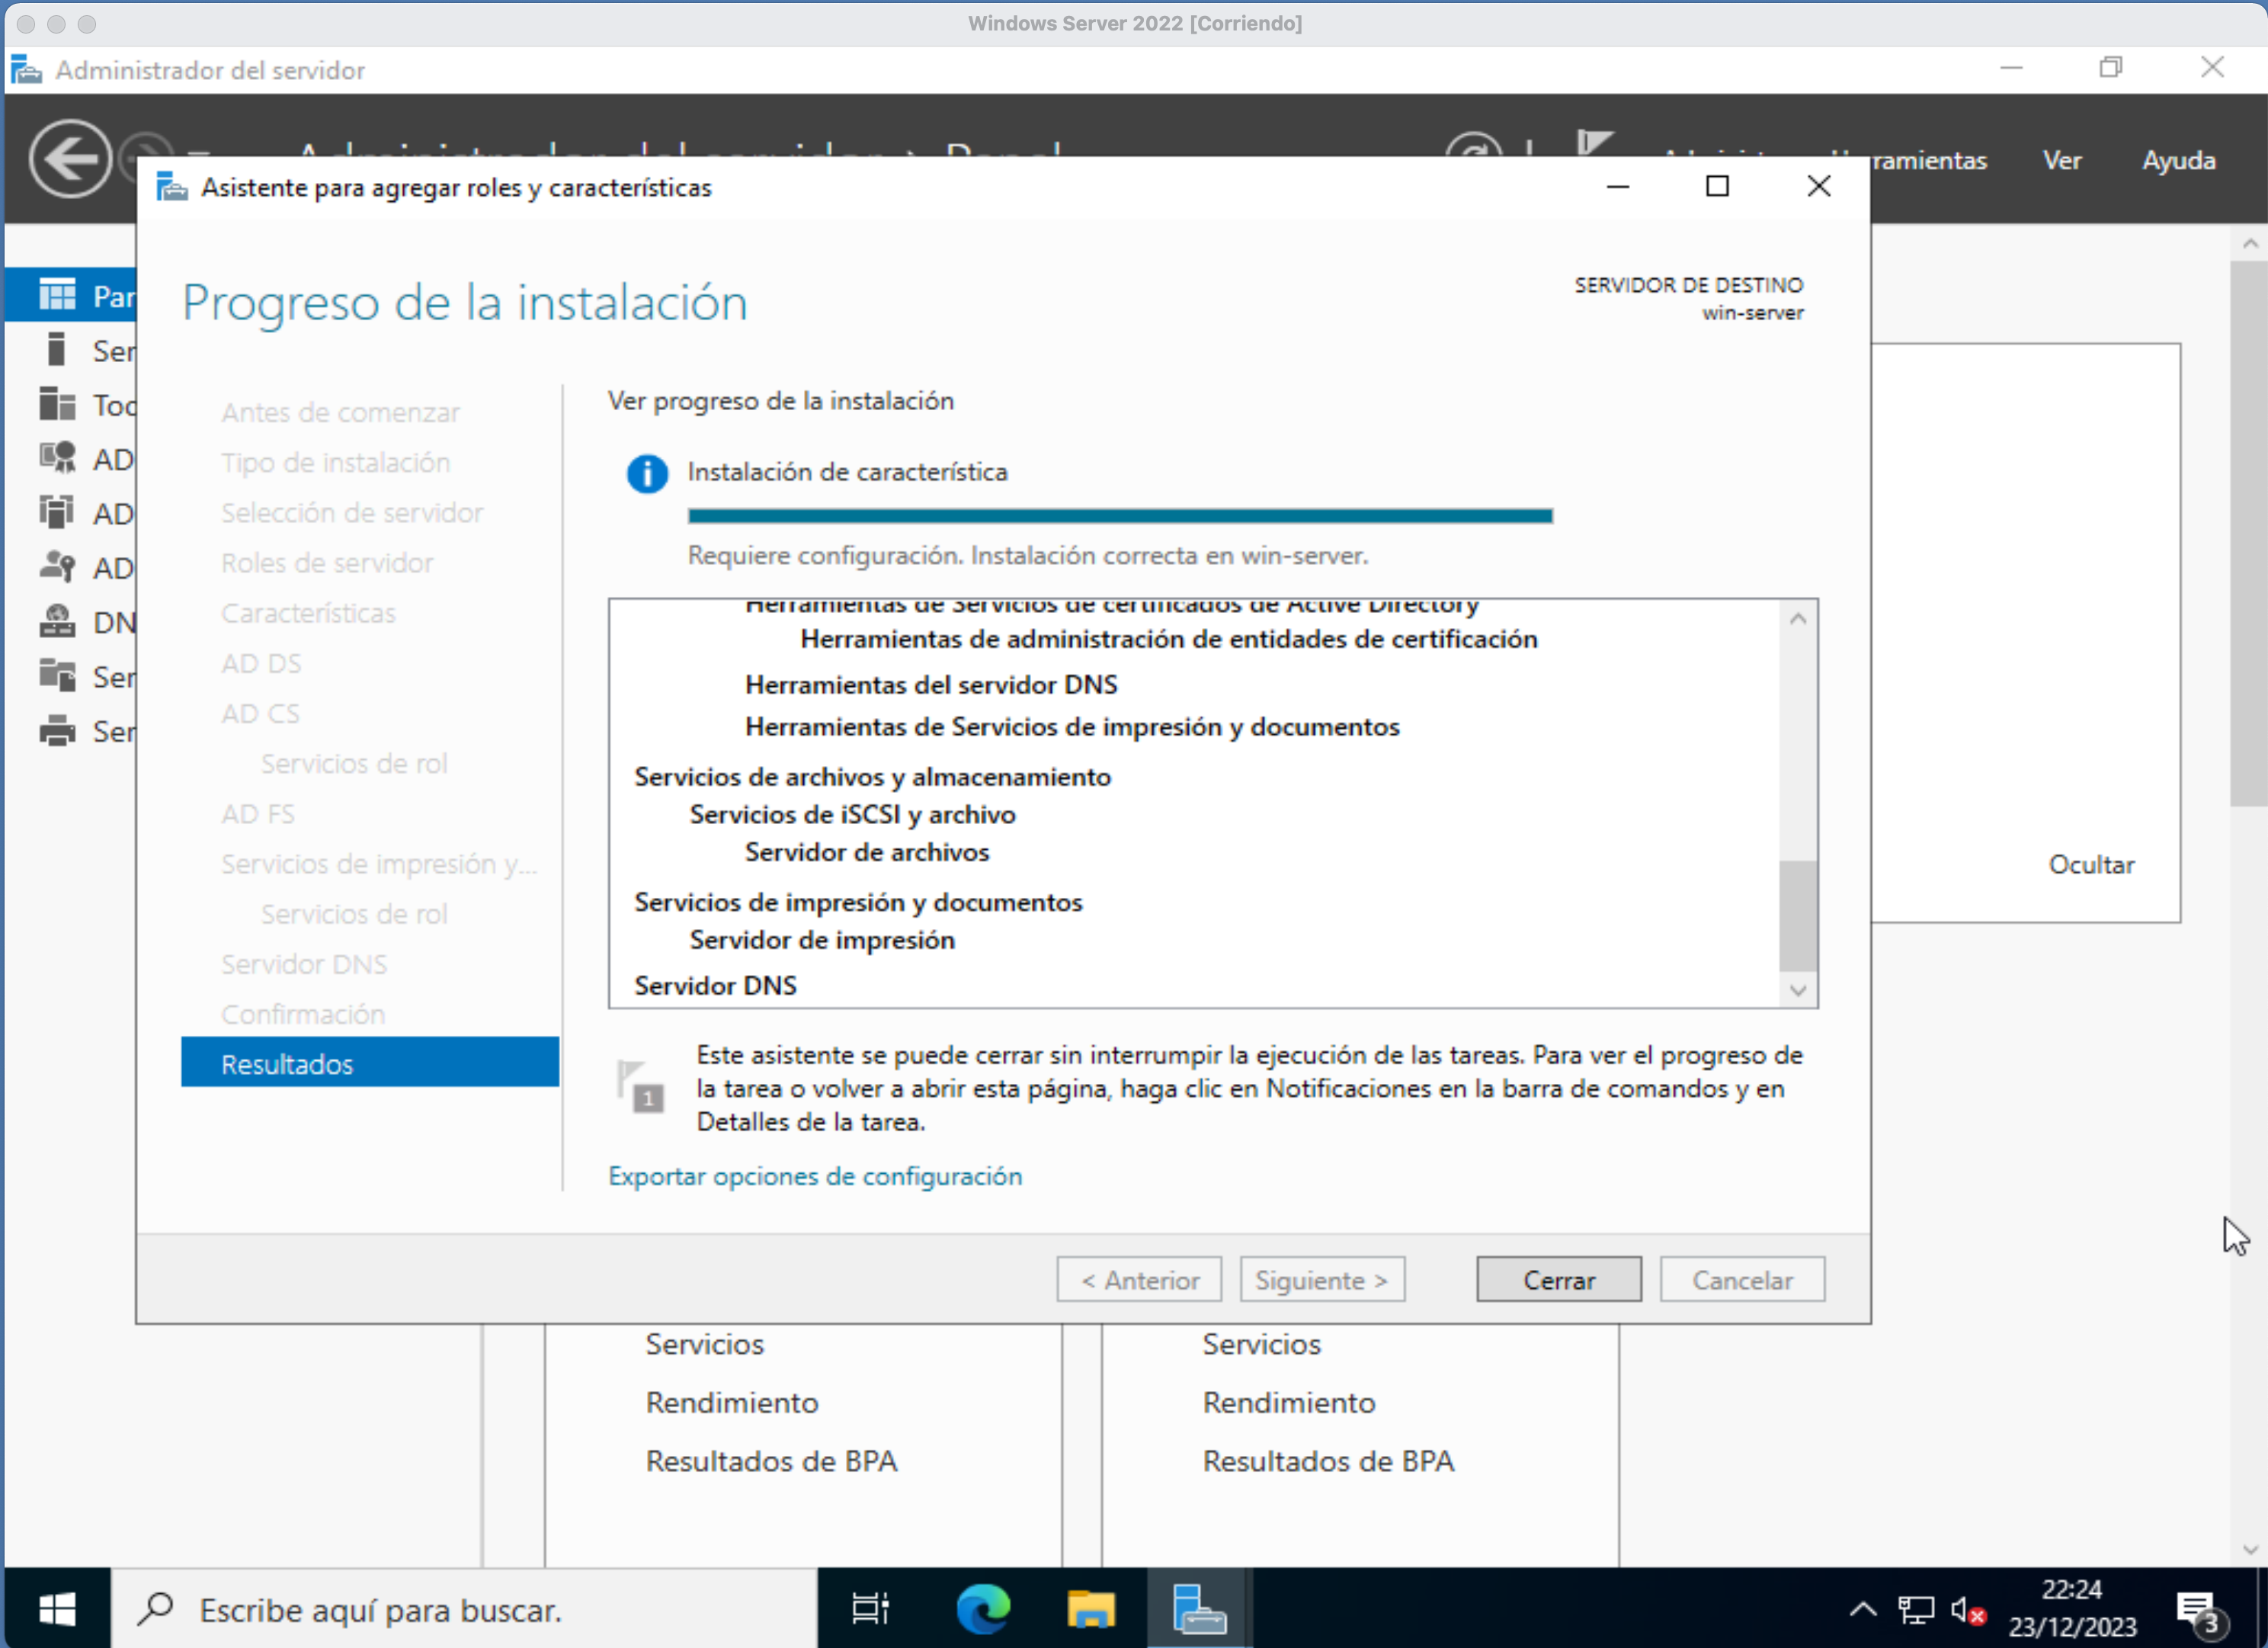 Windows Server 2022 [Corriendo]
Administrador del servidor
Ver
Ayuda
Asistente para agregar roles y características
Progreso de la instalación
SERVIDOR DE DESTINO
win-server
Antes de comenzar
Tipo de instalación
Selección de servidor
Roles de servidor
Características
AD DS
AD CS
Servicios de rol
AD FS
Servicios de impresión y...
Servicios de rol
Servidor DNS
Confirmación
Resultados
Ver progreso de la instalación
Instalación de característica
Requiere configuración. Instalación correcta en win-server.
Herramientas de Servicios de certificados de Active Directory
Herramientas de administración de entidades de certificación
Herramientas del servidor DNS
Herramientas de Servicios de impresión y documentos
Servicios de archivos y almacenamiento
Servicios de iSCSI y archivo
Servidor de archivos
Servicios de impresión y documentos
Servidor de impresión
Servidor DNS
1
Este asistente se puede cerrar sin interrumpir la ejecución de las tareas. Para ver el progreso de
la tarea o volver a abrir esta página, haga clic en Notificaciones en la barra de comandos y en
Detalles de la tarea.
Exportar opciones de configuración
< Anterior
Siguiente >
Cerrar
Cancelar
AD
AD
AD
Ocultar
Servicios
Rendimiento
Resultados de BPA
Servicios
Rendimiento
Resultados de BPA
Escribe aquí para buscar.
22:24
23/12/2023
3